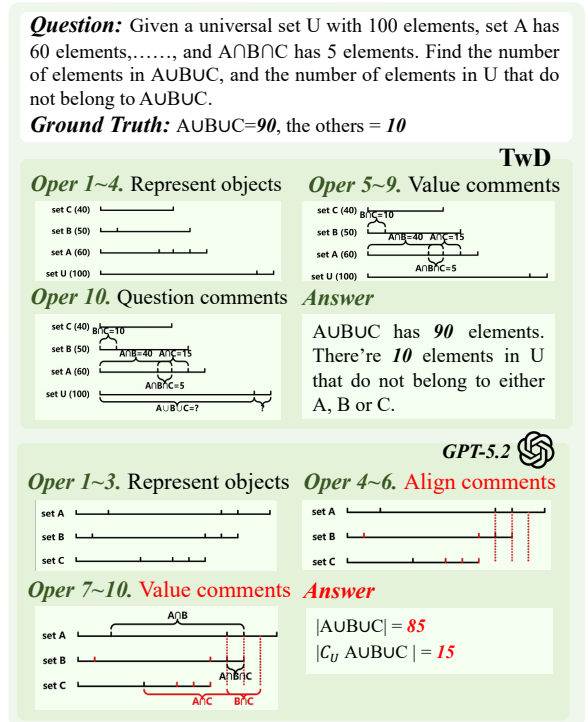 Question: Given a universal set U with 100 elements, set A has
60 elements,……, and A∩B∩C has 5 elements. Find the number
of elements in A∪B∪C, and the number of elements in U that do
not belong to A∪B∪C.
Ground Truth: A∪B∪C=90, the others = 10
TwD
Oper 1~4. Represent objects
set C (40)
set B (50)
set A (60)
set U (100)
Oper 5~9. Value comments
set C (40)
B∩C=10
set B (50)
A∩B=40 A∩C=15
set A (60)
A∩B∩C=5
set U (100)
Oper 10. Question comments
set C (40)
B∩C=10
set B (50)
A∩B=40 A∩C=15
set A (60)
A∩B∩C=5
set U (100)
A∪B∪C=? ?
Answer
A∪B∪C has 90 elements.
There're 10 elements in U
that do not belong to either
A, B or C.
GPT-5.2
Oper 1~3. Represent objects
set A
set B
set C
Oper 4~6. Align comments
set A
set B
set C
Oper 7~10. Value comments
A∩B
set A
set B
A∩B∩C
set C
A∩C B∩C
Answer
|A∪B∪C| = 85
|C_U A∪B∪C | = 15